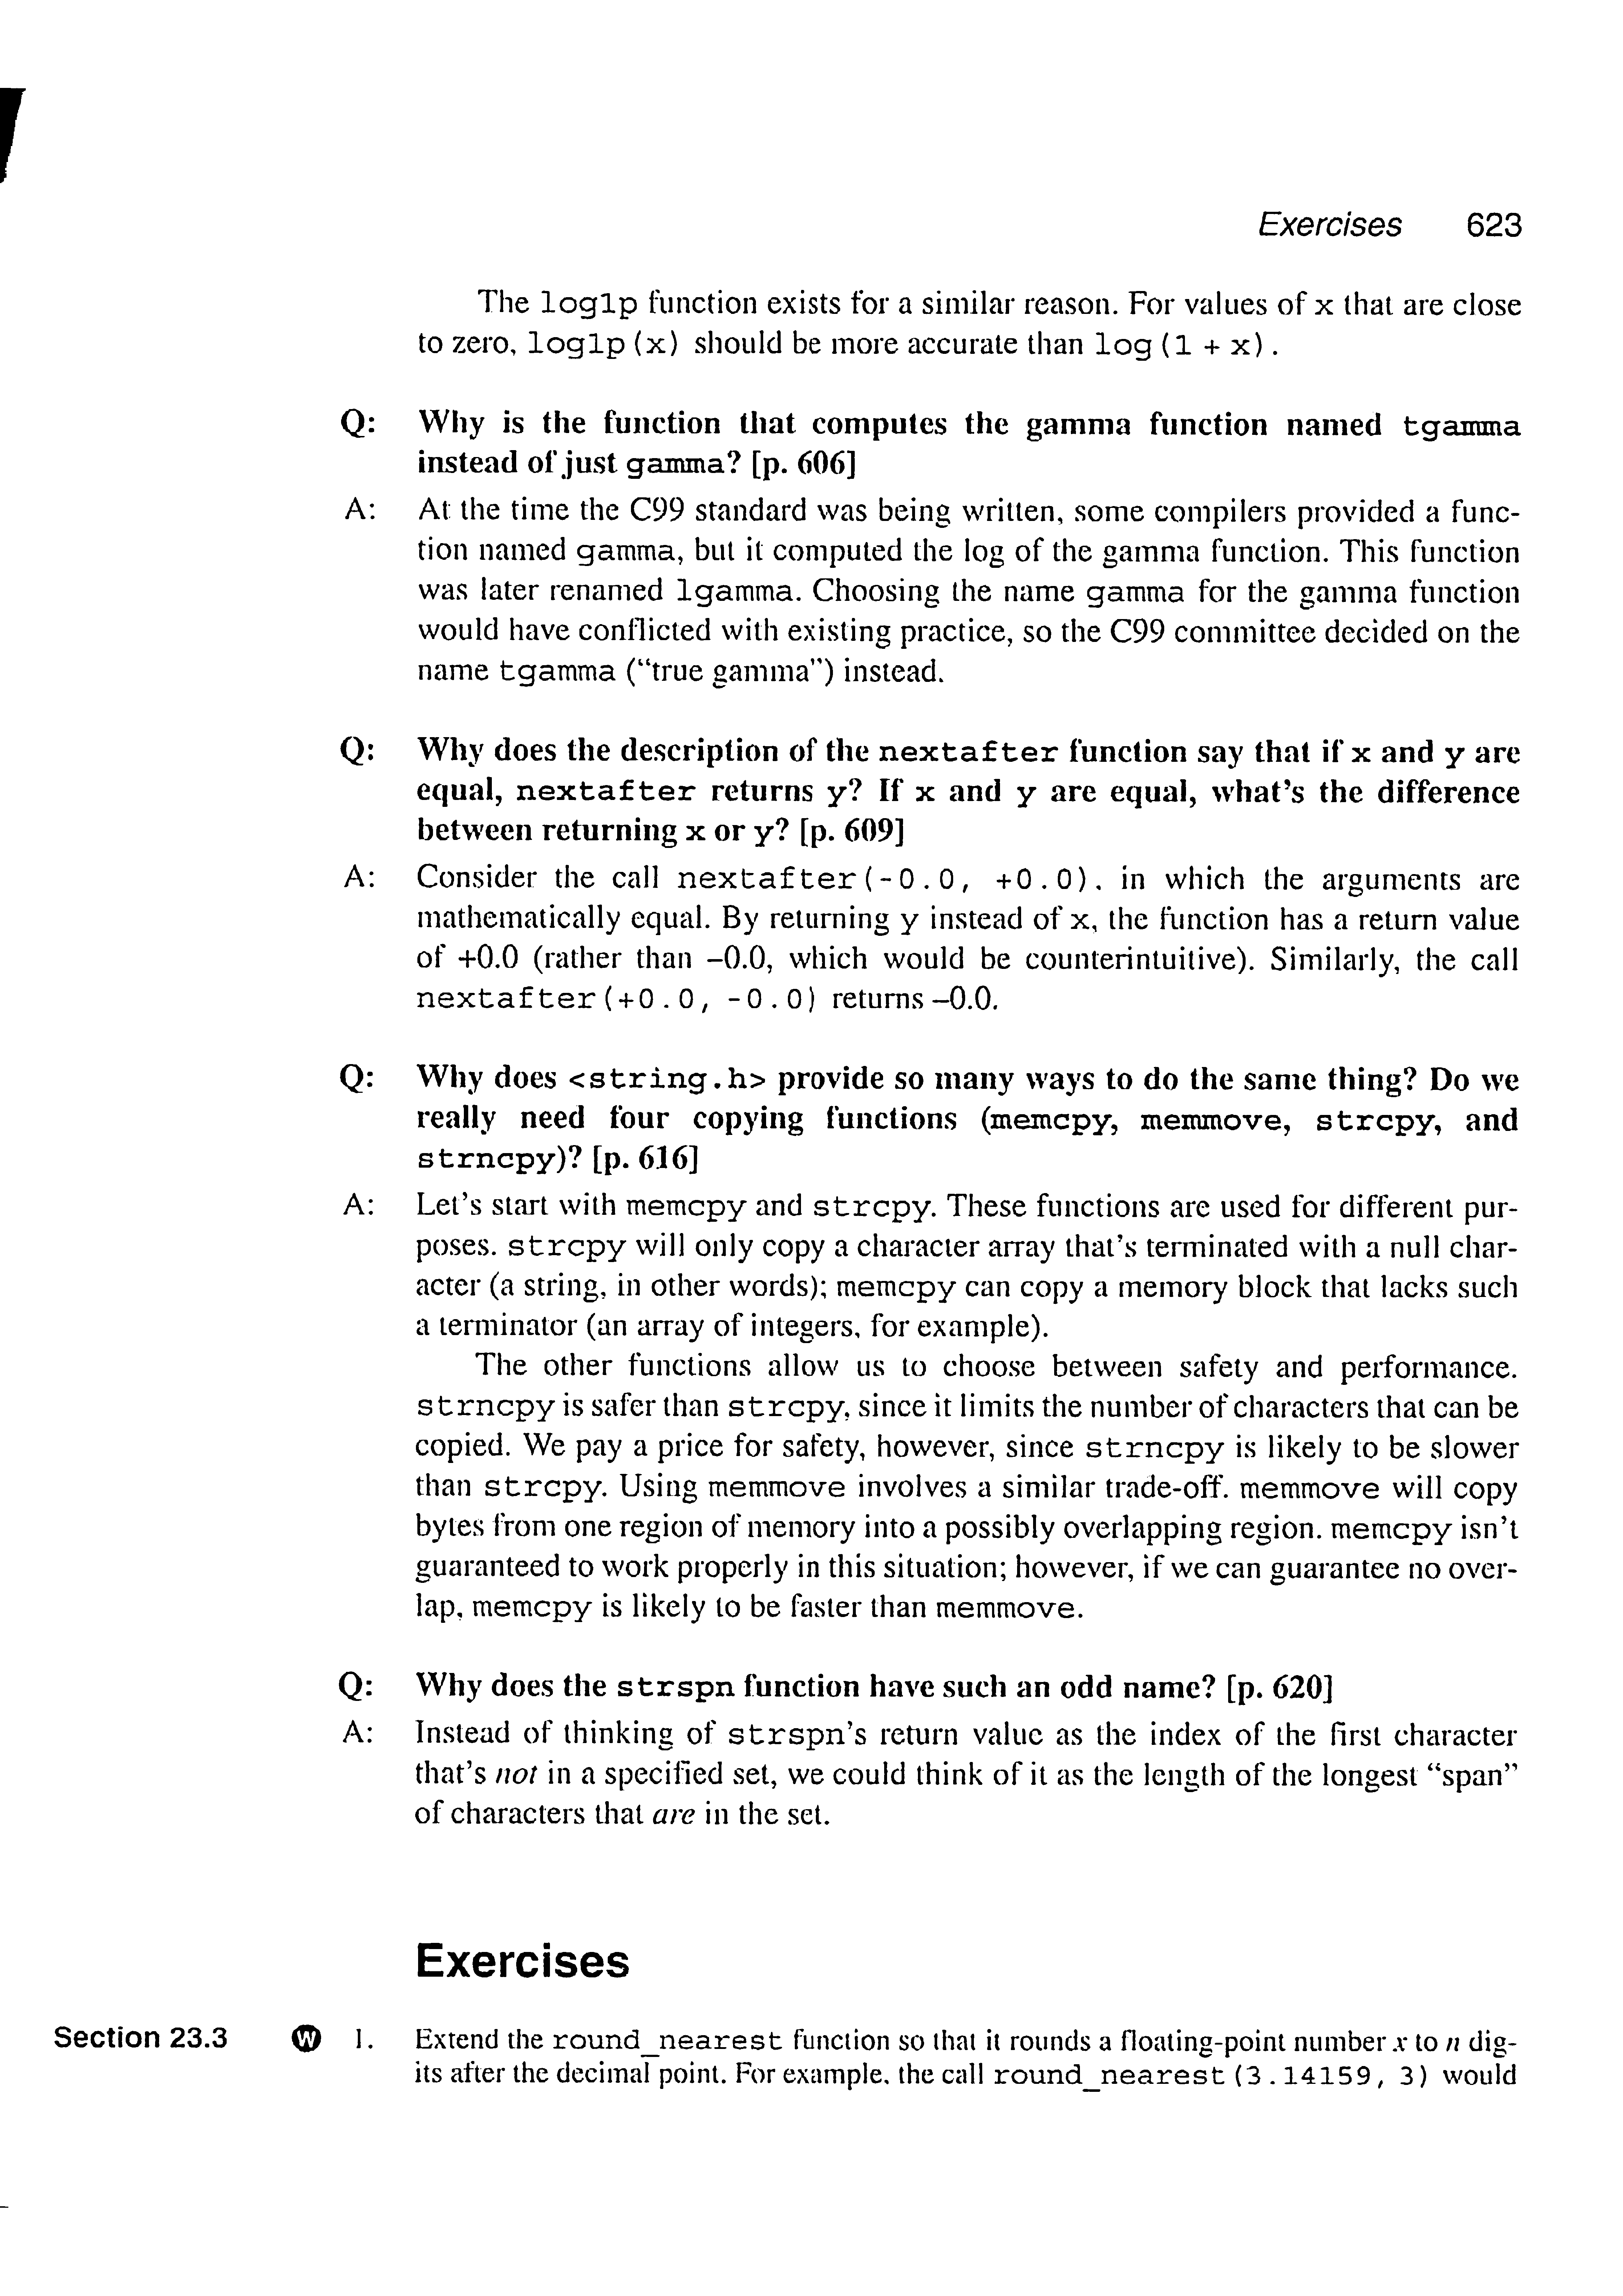 Exercises 623
The log1p function exists for a similar reason. For values of x that are close
to zero, log1p(x) should be more accurate than log(1 + x).
Q: Why is the function that computes the gamma function named tgamma
instead of just gamma? [p. 606]
A: At the time the C99 standard was being written, some compilers provided a func-
tion named gamma, but it computed the log of the gamma function. This function
was later renamed lgamma. Choosing the name gamma for the gamma function
would have conflicted with existing practice, so the C99 committee decided on the
name tgamma (“true gamma”) instead.
Q: Why does the description of the nextafter function say that if x and y are
equal, nextafter returns y? If x and y are equal, what’s the difference
between returning x or y? [p. 609]
A: Consider the call nextafter(-0.0, +0.0), in which the arguments are
mathematically equal. By returning y instead of x, the function has a return value
of +0.0 (rather than –0.0, which would be counterintuitive). Similarly, the call
nextafter(+0.0, -0.0) returns –0.0.
Q: Why does <string.h> provide so many ways to do the same thing? Do we
really need four copying functions (memcpy, memmove, strcpy, and
strncpy)? [p. 616]
A: Let’s start with memcpy and strcpy. These functions are used for different pur-
poses. strcpy will only copy a character array that’s terminated with a null char-
acter (a string, in other words); memcpy can copy a memory block that lacks such
a terminator (an array of integers, for example).
The other functions allow us to choose between safety and performance.
strncpy is safer than strcpy, since it limits the number of characters that can be
copied. We pay a price for safety, however, since strncpy is likely to be slower
than strcpy. Using memmove involves a similar trade-off. memmove will copy
bytes from one region of memory into a possibly overlapping region. memcpy isn’t
guaranteed to work properly in this situation; however, if we can guarantee no over-
lap, memcpy is likely to be faster than memmove.
Q: Why does the strspn function have such an odd name? [p. 620]
A: Instead of thinking of strspn’s return value as the index of the first character
that’s not in a specified set, we could think of it as the length of the longest “span”
of characters that are in the set.
Exercises
Section 23.3 W 1. Extend the round_nearest function so that it rounds a floating-point number x to n dig-
its after the decimal point. For example, the call round_nearest(3.14159, 3) would